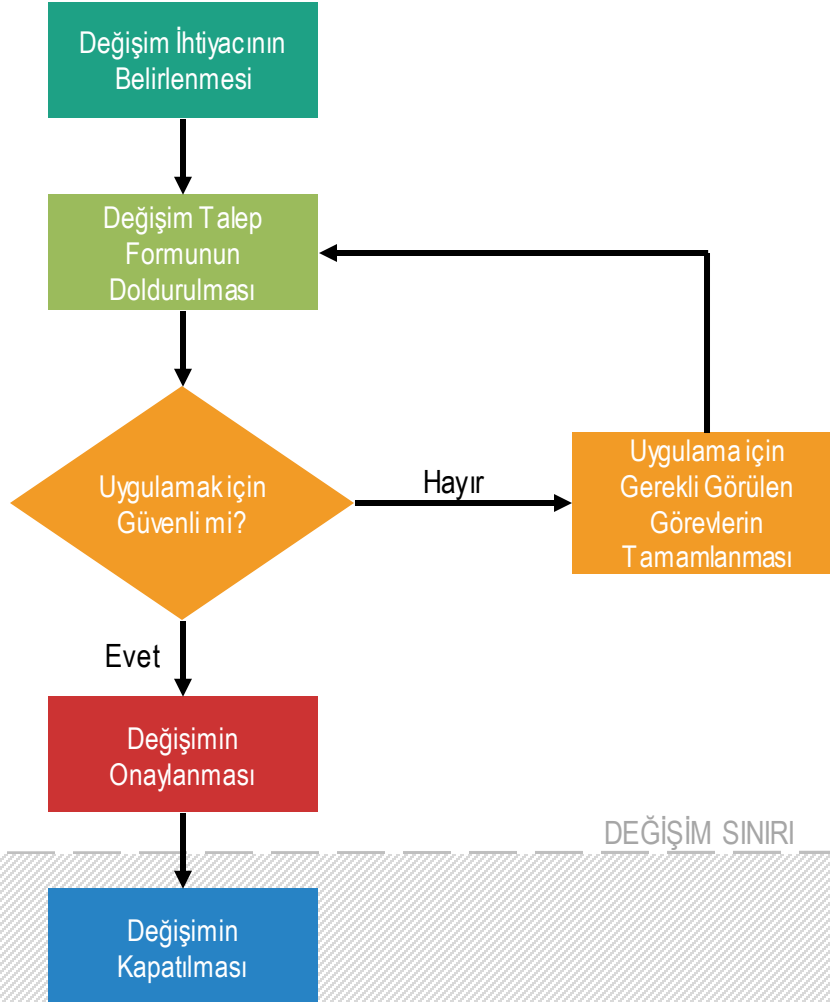 Değişim İhtiyacının
Belirlenmesi
Değişim Talep
Formunun
Doldurulması
Uygulamak için
Güvenli mi?
Hayır
Uygulama için
Gerekli Görülen
Görevlerin
Tamamlanması
Evet
Değişimin
Onaylanması
DEĞİŞİM SINIRI
Değişimin
Kapatılması